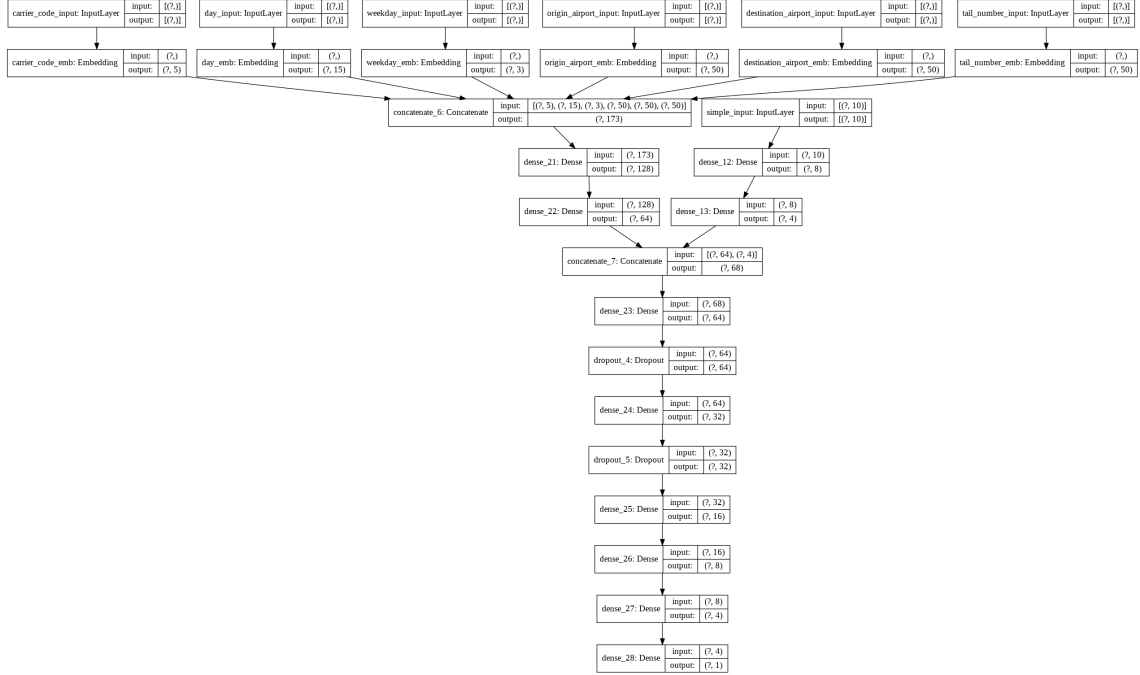 carrier_code_input: InputLayer input: [(?,)] output: [(?,)]
day_input: InputLayer input: [(?,)] output: [(?,)]
weekday_input: InputLayer input: [(?,)] output: [(?,)]
origin_airport_input: InputLayer input: [(?,)] output: [(?,)]
destination_airport_input: InputLayer input: [(?,)] output: [(?,)]
tail_number_input: InputLayer input: [(?,)] output: [(?,)]
carrier_code_emb: Embedding input: (?,) output: (?, 5)
day_emb: Embedding input: (?,) output: (?, 15)
weekday_emb: Embedding input: (?,) output: (?, 3)
origin_airport_emb: Embedding input: (?,) output: (?, 50)
destination_airport_emb: Embedding input: (?,) output: (?, 50)
tail_number_emb: Embedding input: (?,) output: (?, 50)
concatenate_6: Concatenate input: [(?, 5), (?, 15), (?, 3), (?, 50), (?, 50), (?, 50)] output: (?, 173)
simple_input: InputLayer input: [(?, 10)] output: [(?, 10)]
dense_21: Dense input: (?, 173) output: (?, 128)
dense_12: Dense input: (?, 10) output: (?, 8)
dense_22: Dense input: (?, 128) output: (?, 64)
dense_13: Dense input: (?, 8) output: (?, 4)
concatenate_7: Concatenate input: [(?, 64), (?, 4)] output: (?, 68)
dense_23: Dense input: (?, 68) output: (?, 64)
dropout_4: Dropout input: (?, 64) output: (?, 64)
dense_24: Dense input: (?, 64) output: (?, 32)
dropout_5: Dropout input: (?, 32) output: (?, 32)
dense_25: Dense input: (?, 32) output: (?, 16)
dense_26: Dense input: (?, 16) output: (?, 8)
dense_27: Dense input: (?, 8) output: (?, 4)
dense_28: Dense input: (?, 4) output: (?, 1)